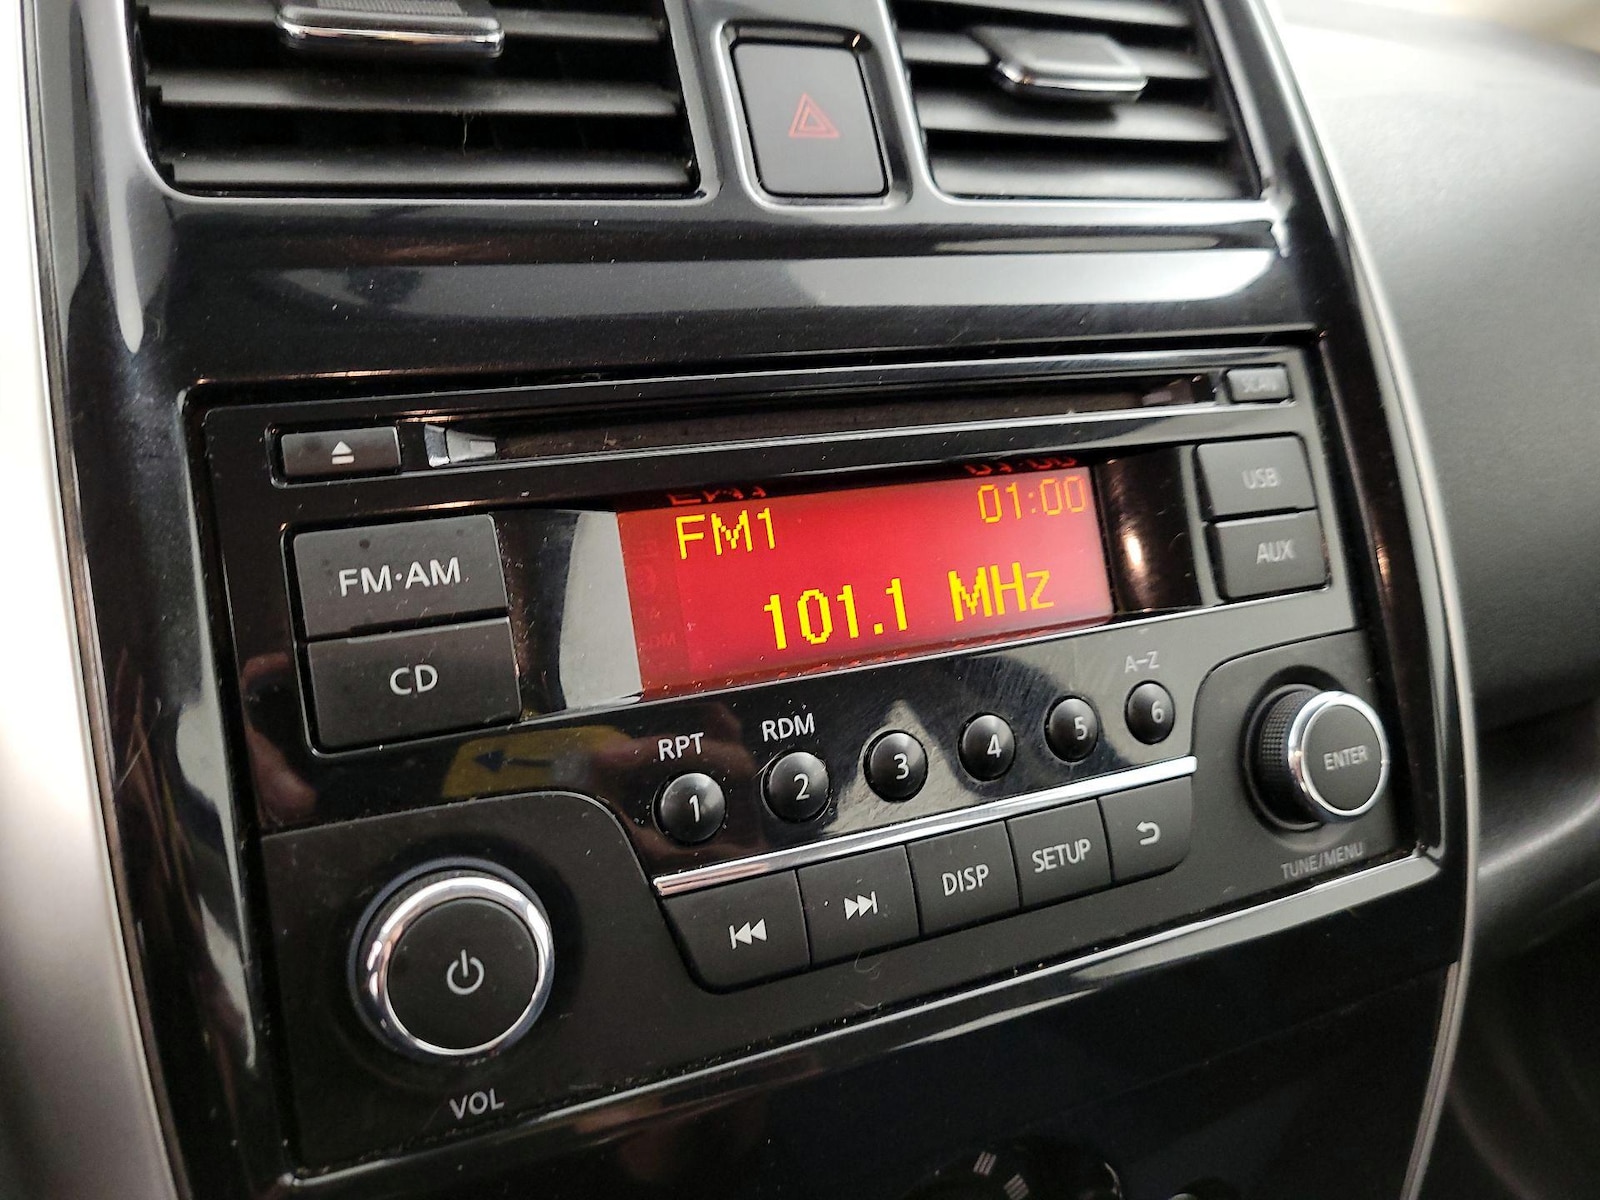 SCAN
USB
AUX
FM1 01:00
101.1 MHz
FM·AM
CD
A-Z
RPT RDM
1 2 3 4 5 6
ENTER
TUNE/MENU
DISP SETUP
VOL